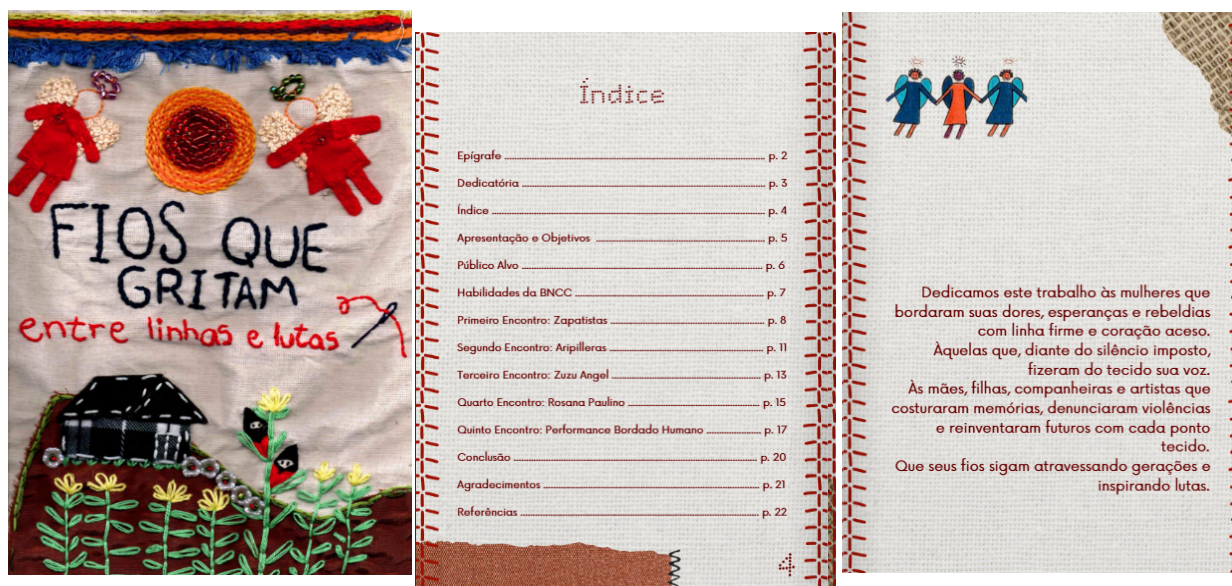 FIOS QUE
GRITAM
entre linhas e lutas
Índice
Epígrafe ........ p. 2
Dedicatória ........ p. 3
Índice ........ p. 4
Apresentação e Objetivos ........ p. 5
Público Alvo ........ p. 6
Habilidades da BNCC ........ p. 7
Primeiro Encontro: Zapatistas ........ p. 8
Segundo Encontro: Aripilleras ........ p. 11
Terceiro Encontro: Zuzu Angel ........ p. 13
Quarto Encontro: Rosana Paulino ........ p. 15
Quinto Encontro: Performance Bordado Humano ........ p. 17
Conclusão ........ p. 20
Agradecimentos ........ p. 21
Referências ........ p. 22
4
Dedicamos este trabalho às mulheres que
bordaram suas dores, esperanças e rebeldias
com linha firme e coração aceso.
Àquelas que, diante do silêncio imposto,
fizeram do tecido sua voz.
Às mães, filhas, companheiras e artistas que
costuraram memórias, denunciaram violências
e reinventaram futuros com cada ponto
tecido.
Que seus fios sigam atravessando gerações e
inspirando lutas.